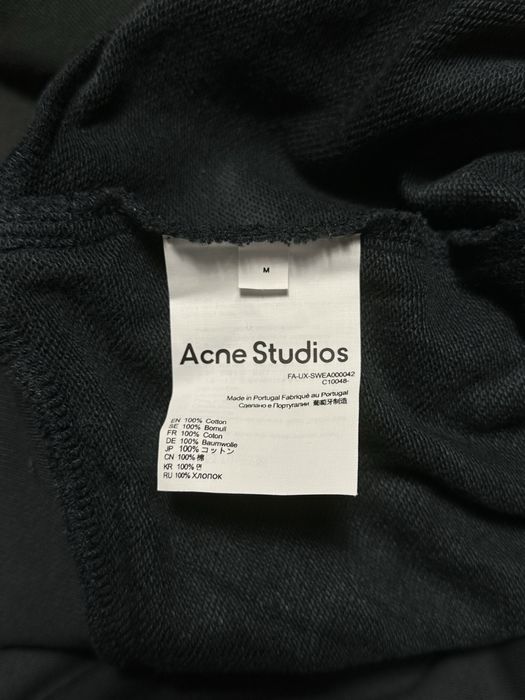 M
Acne Studios
FA-UX-SWEA000042
C10048-
Made in Portugal Fabriqué au Portugal
Сделано в Португалии 葡萄牙制造
EN 100% Cotton
SE 100% Bomull
FR 100% Coton
DE 100% Baumwolle
JP 100% コットン
CN 100% 棉
KR 100% 면
RU 100% ХЛОПОК